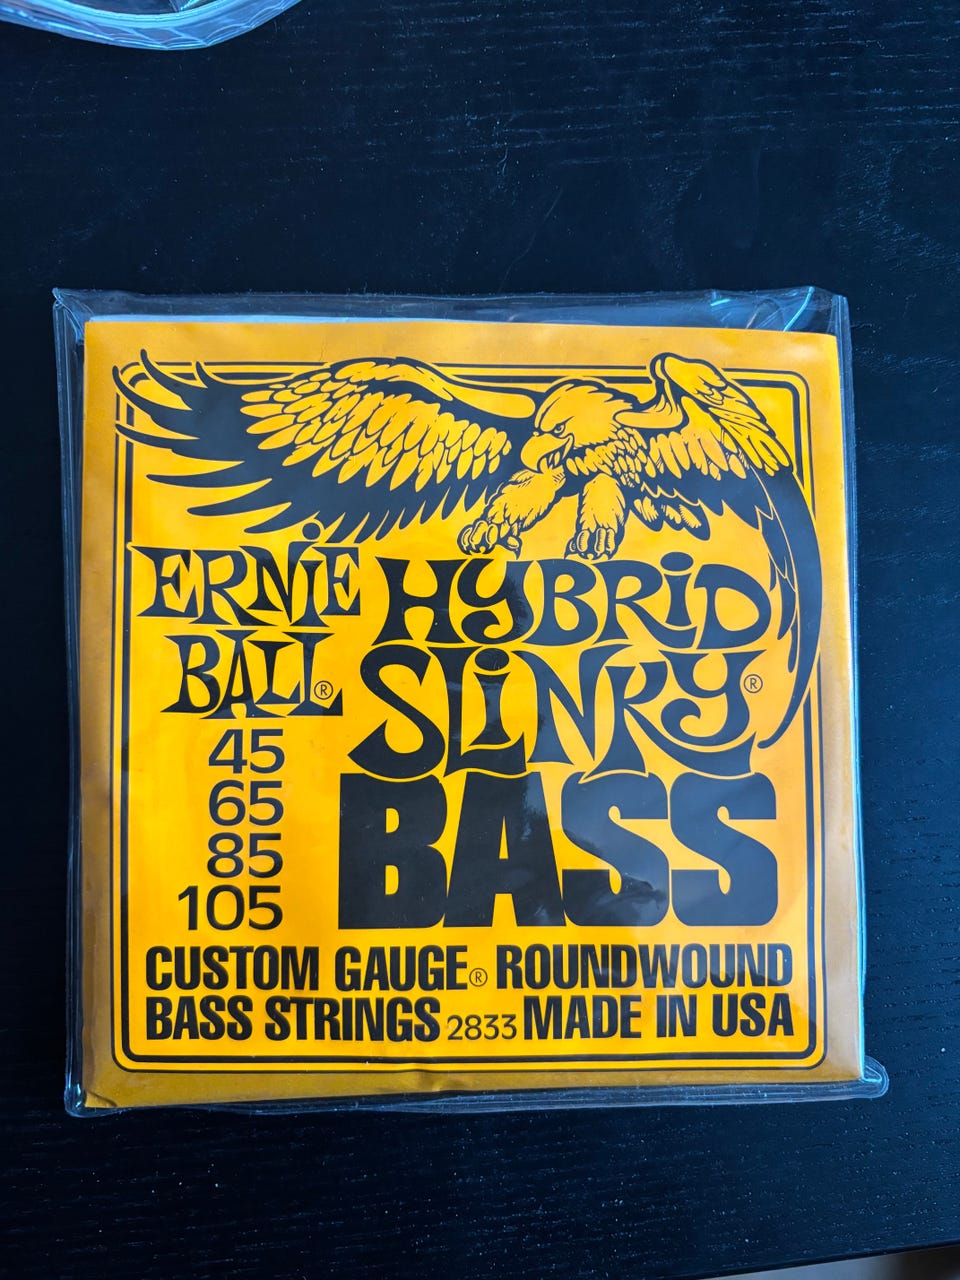 ERNIE
BALL®
HYBRID
SLINKY®
BASS
45
65
85
105
CUSTOM GAUGE® ROUNDWOUND
BASS STRINGS 2833 MADE IN USA